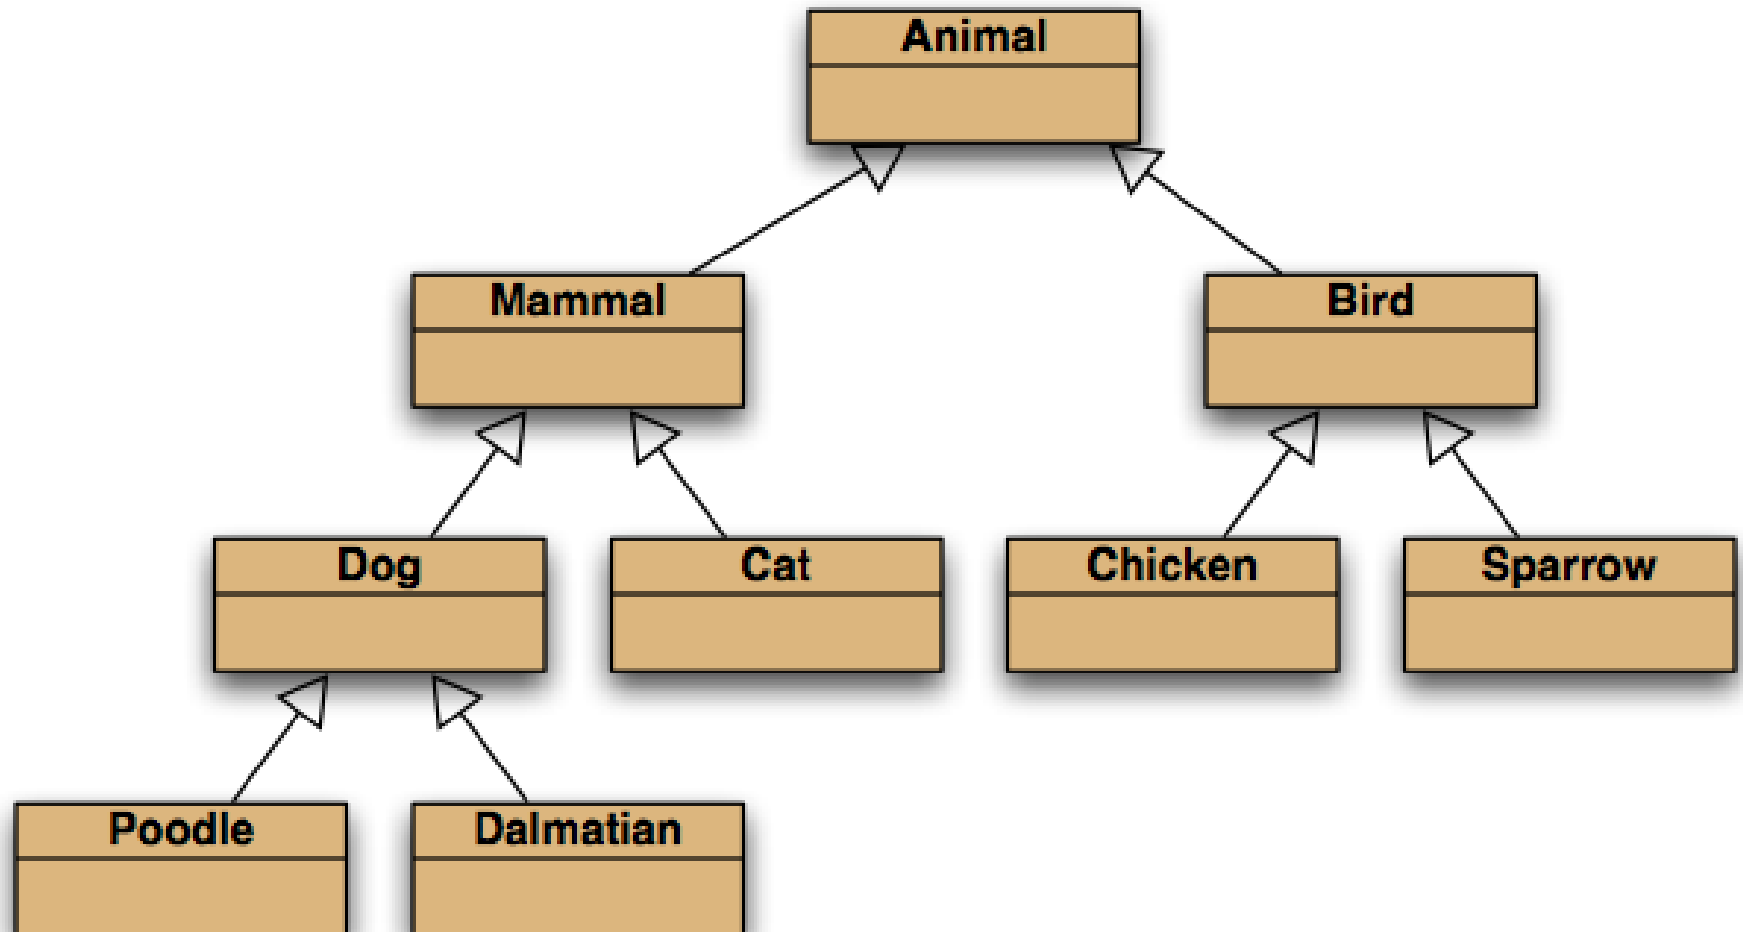 Animal
Mammal
Bird
Dog
Cat
Chicken
Sparrow
Poodle
Dalmatian